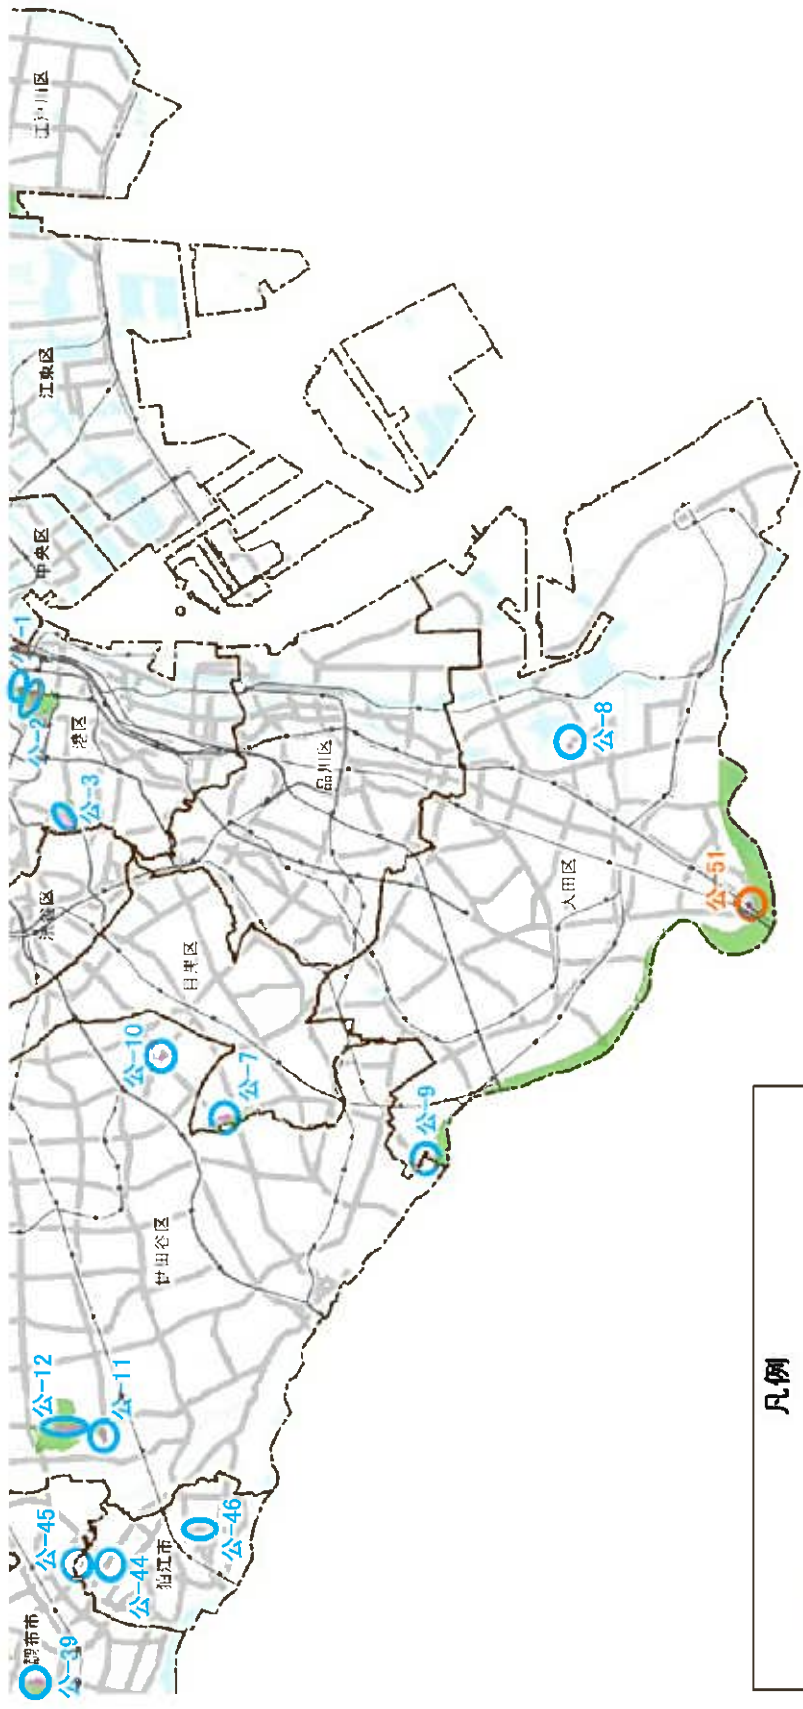 調布市
公-39
公-45
公-44
狛江市
公-46
公-12
公-11
世田谷区
公-10
公-7
公-9
目黒区
渋谷区
公-3
港区
公-2
公-1
中央区
江東区
江戸川区
品川区
大田区
公-8
公-51
凡例